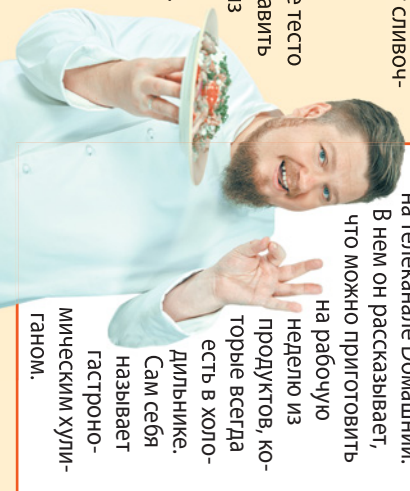 сливоч-
тесто
из
на телеканале Домашний.
В нем он рассказывает,
что можно приготовить
на рабочую
неделю из
продуктов, ко-
торые всегда
есть в холо-
дильнике.
Сам себя
называет
гастроно-
мическим хули-
ганом.